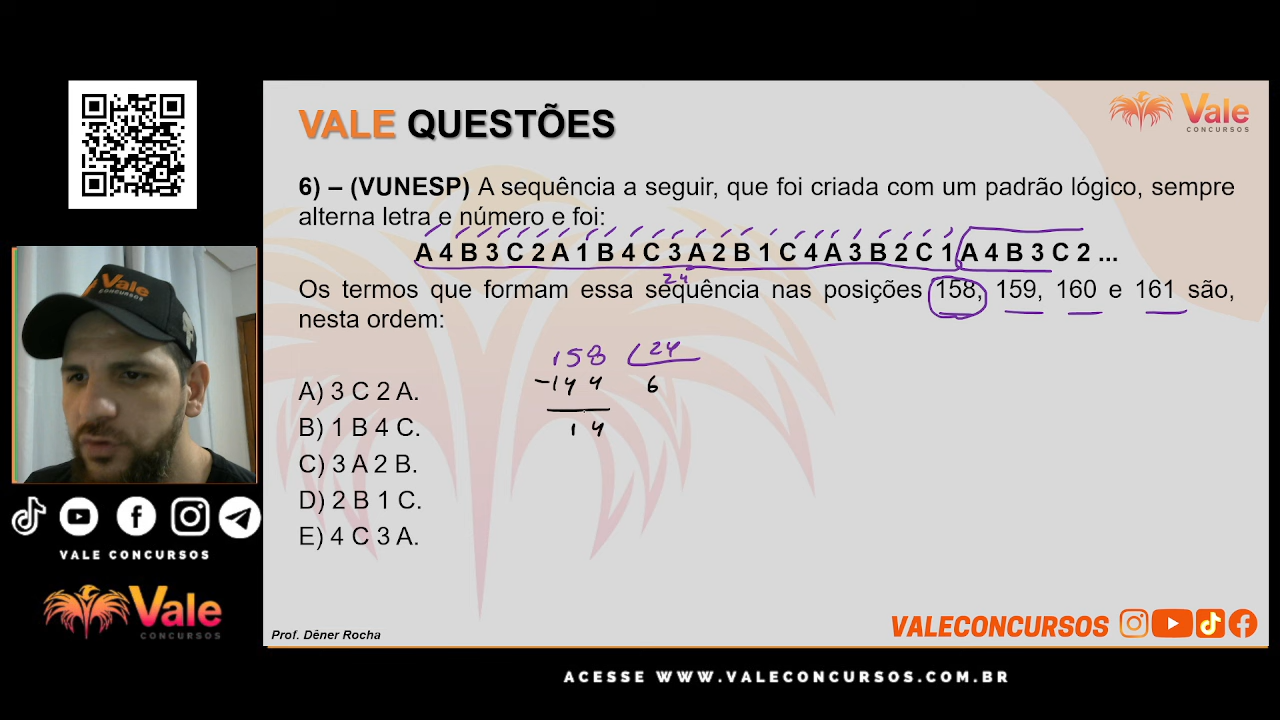 VALE QUESTÕES
Vale
CONCURSOS
6) – (VUNESP) A sequência a seguir, que foi criada com um padrão lógico, sempre
alterna letra e número e foi:
A 4 B 3 C 2 A 1 B 4 C 3 A 2 B 1 C 4 A 3 B 2 C 1 A 4 B 3 C 2 ...
24
Os termos que formam essa sequência nas posições 158, 159, 160 e 161 são,
nesta ordem:
158 24
-144 6
14
A) 3 C 2 A.
B) 1 B 4 C.
C) 3 A 2 B.
D) 2 B 1 C.
E) 4 C 3 A.
Vale
CONCURSOS
VALE CONCURSOS
Vale
CONCURSOS
Prof. Dêner Rocha
VALECONCURSOS
ACESSE WWW.VALECONCURSOS.COM.BR